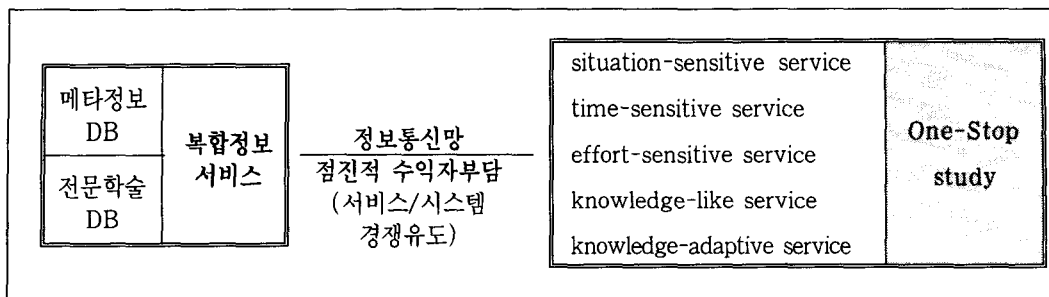 메타정보
DB
전문학술
DB
복합정보
서비스
정보통신망
점진적 수익자부담
(서비스/시스템
경쟁유도)
situation-sensitive service
time-sensitive service
effort-sensitive service
knowledge-like service
knowledge-adaptive service
One-Stop
study